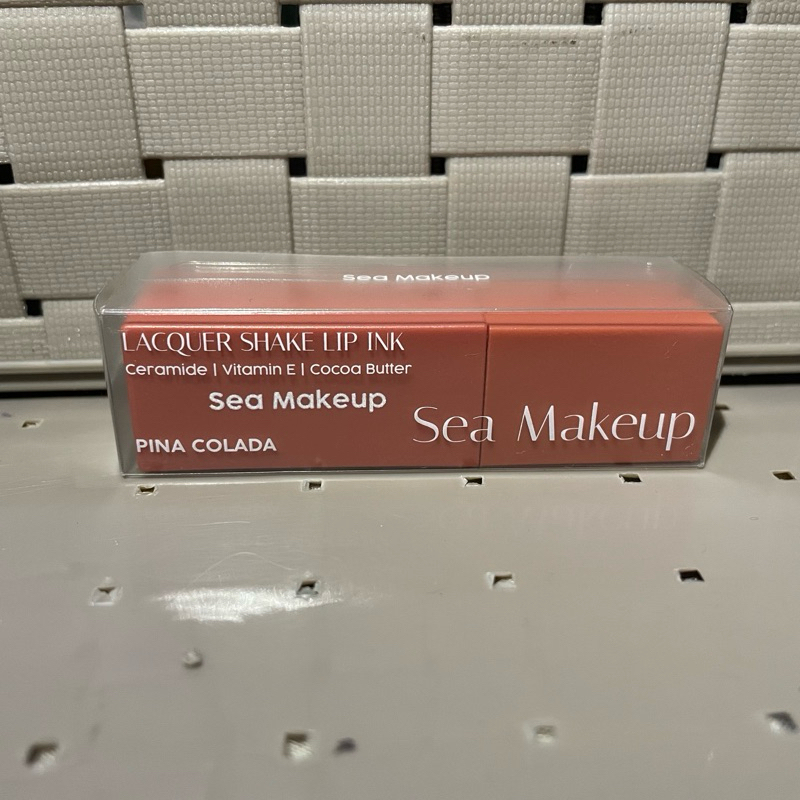 Sea Makeup
LACQUER SHAKE LIP INK
Ceramide | Vitamin E | Cocoa Butter
Sea Makeup
Sea Makeup
PINA COLADA